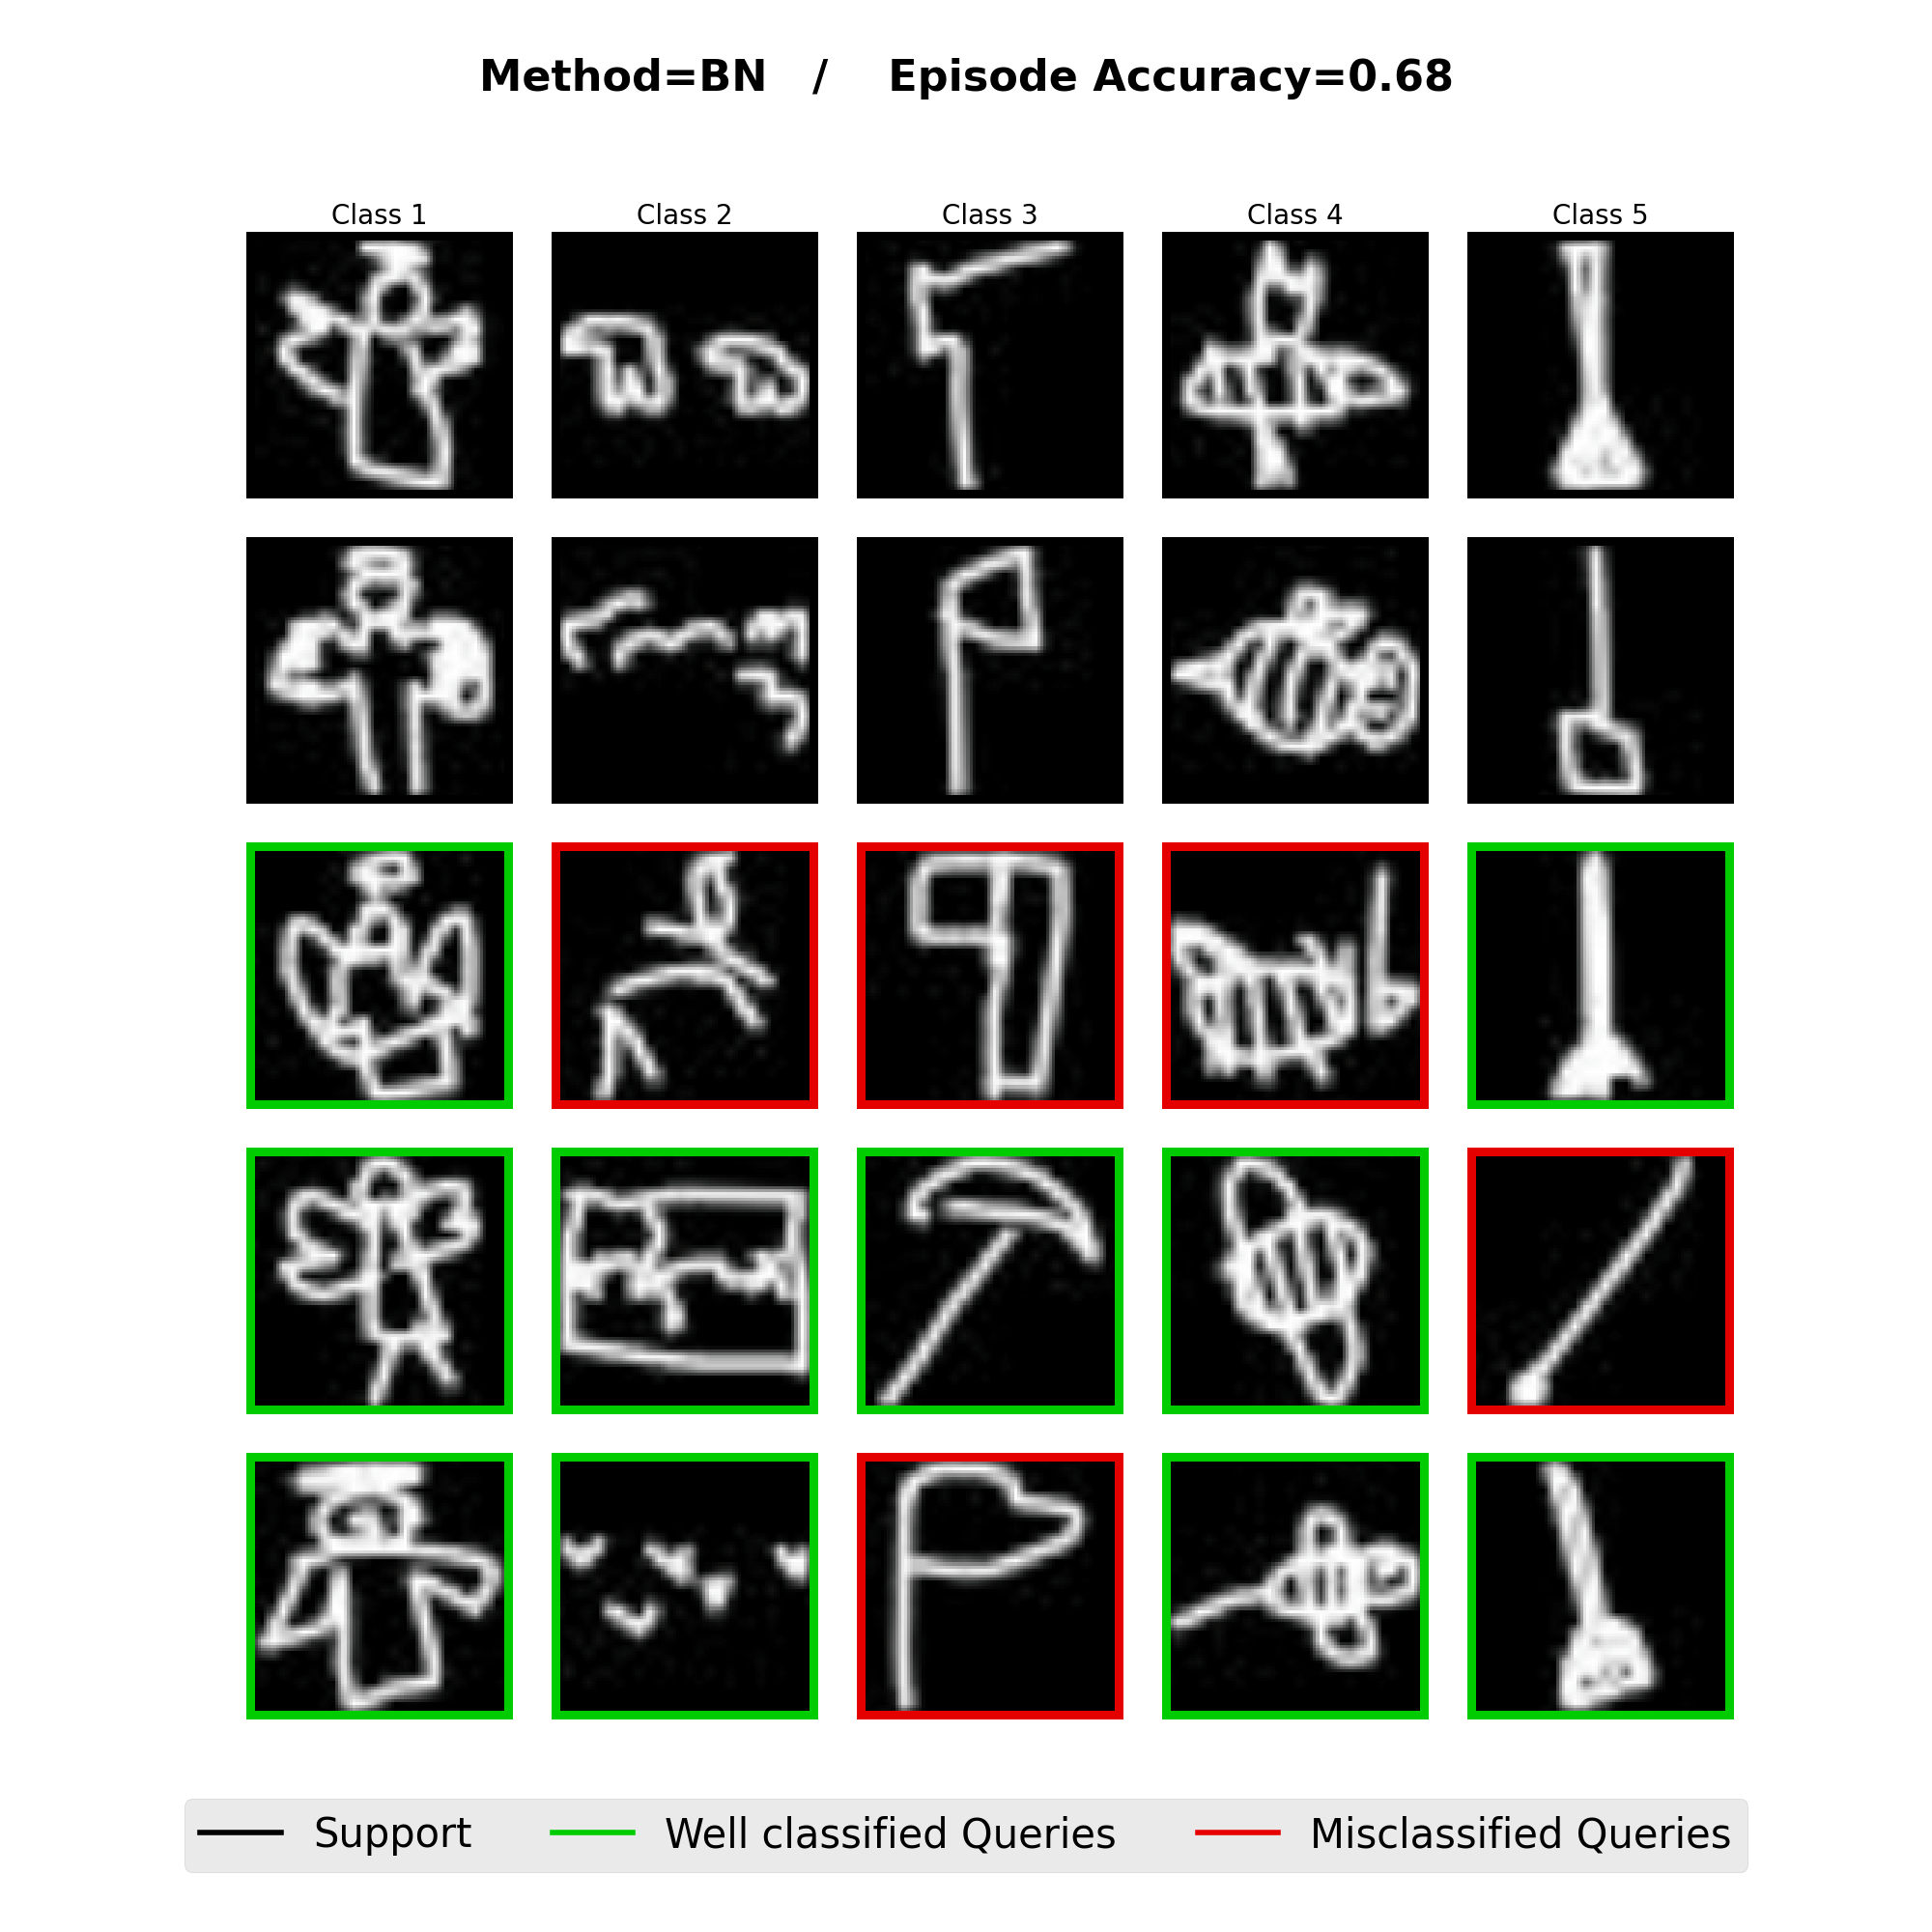 Method=BN / Episode Accuracy=0.68
Class 1 Class 2 Class 3 Class 4 Class 5
Support Well classified Queries Misclassified Queries